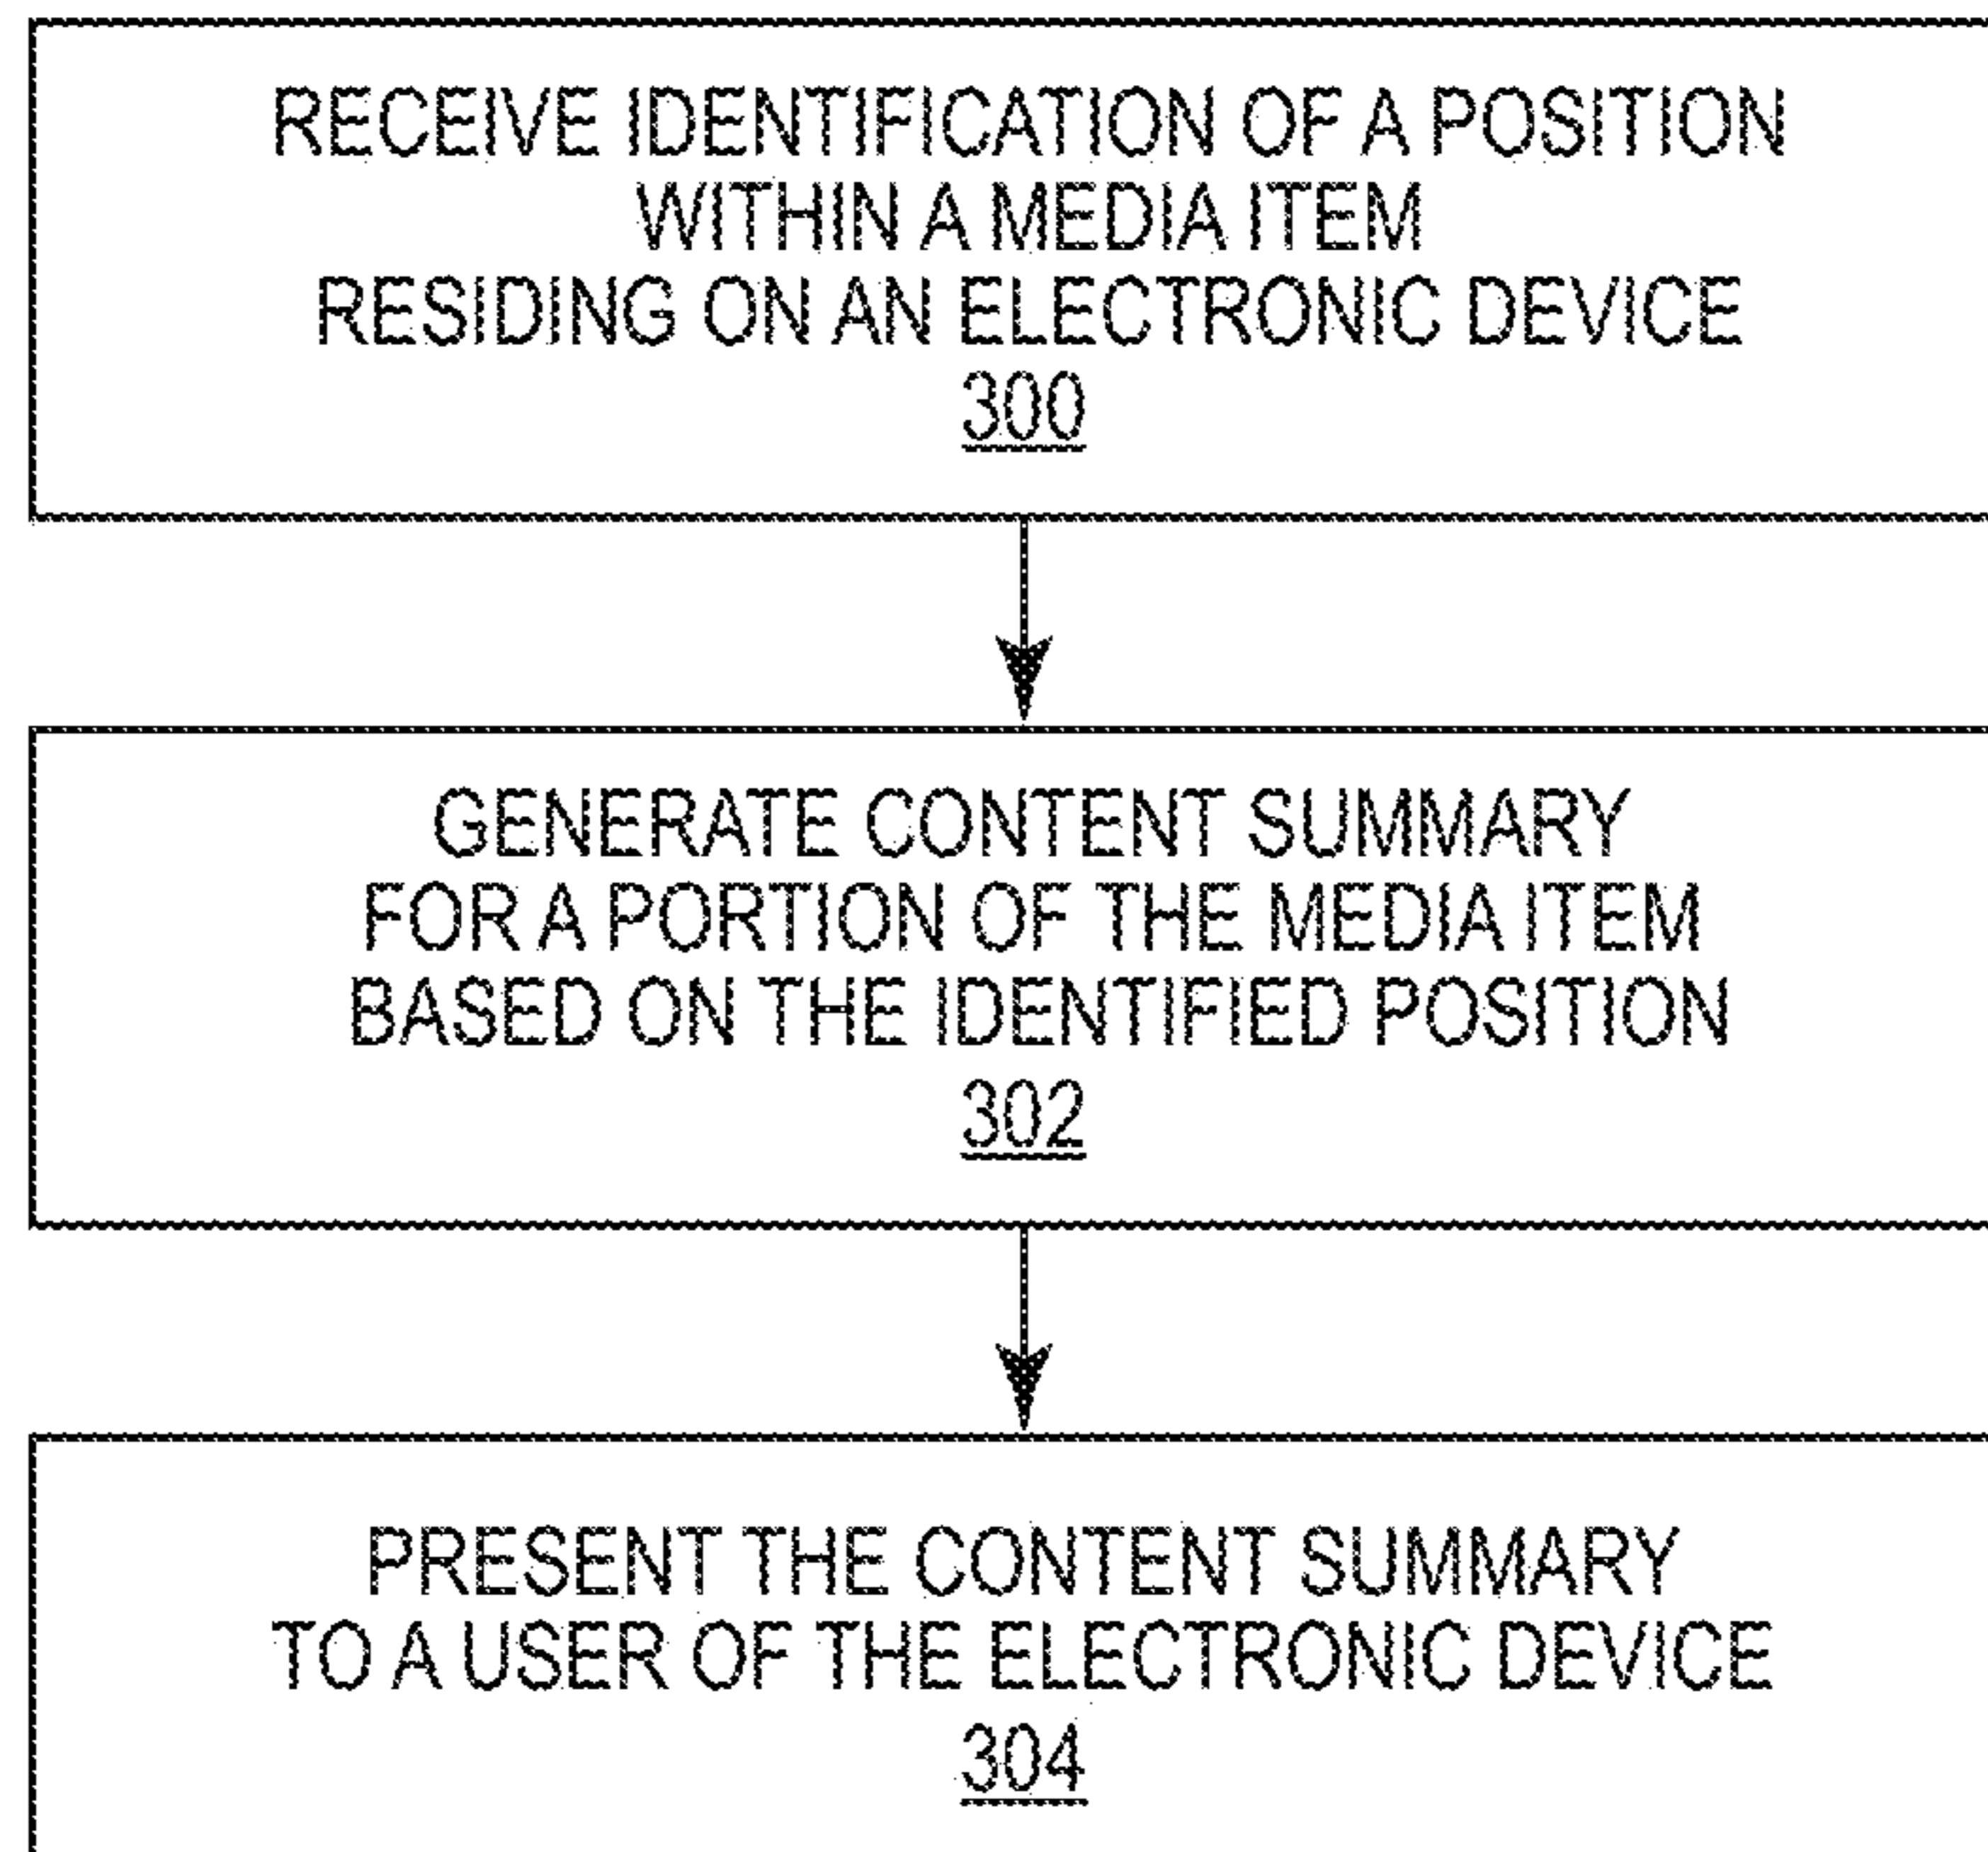 RECEIVE IDENTIFICATION OF A POSITION
WITHIN A MEDIA ITEM
RESIDING ON AN ELECTRONIC DEVICE
300
GENERATE CONTENT SUMMARY
FOR A PORTION OF THE MEDIA ITEM
BASED ON THE IDENTIFIED POSITION
302
PRESENT THE CONTENT SUMMARY
TO A USER OF THE ELECTRONIC DEVICE
304